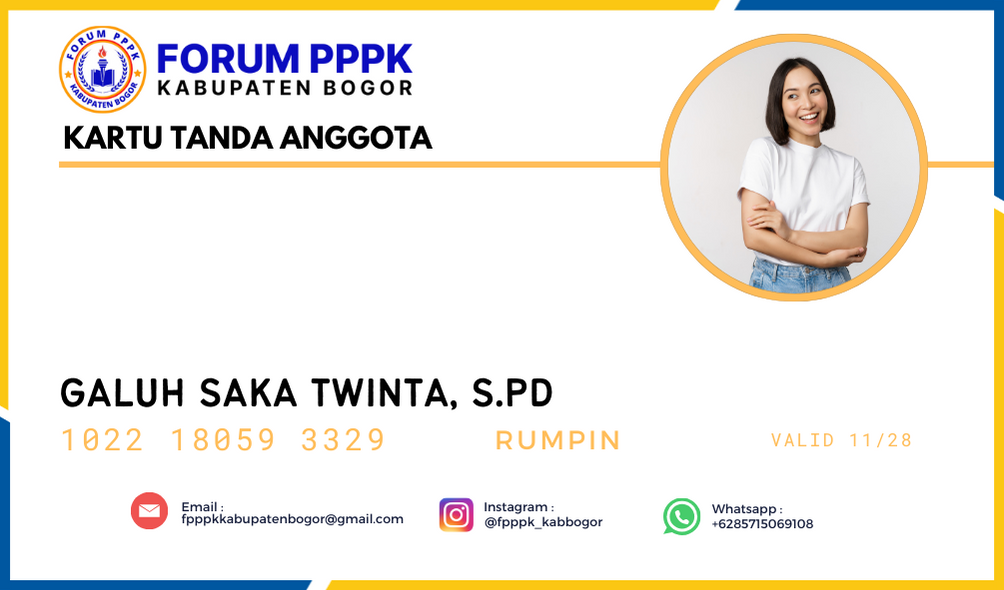 FORUM PPPK
KABUPATEN BOGOR
FORUM PPPK
KABUPATEN BOGOR
KARTU TANDA ANGGOTA
GALUH SAKA TWINTA, S.PD
1022 18059 3329
RUMPIN
VALID 11/28
Email :
fpppkkabupatenbogor@gmail.com
Instagram :
@fpppk_kabbogor
Whatsapp :
+6285715069108